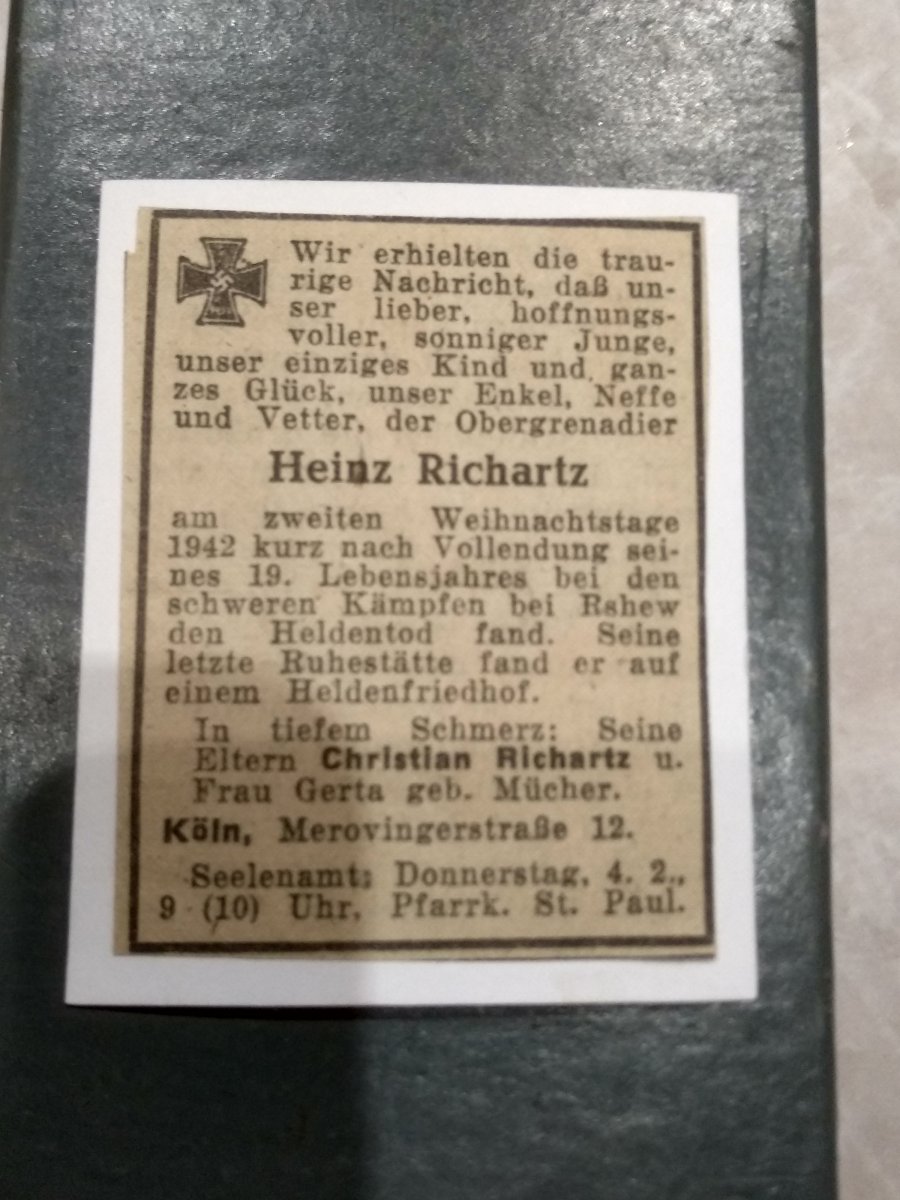 Wir erhielten die trau-
rige Nachricht, daß un-
ser lieber, hoffnungs-
voller, sonniger Junge,
unser einziges Kind und gan-
zes Glück, unser Enkel, Neffe
und Vetter, der Obergrenadier
Heinz Richartz
am zweiten Weihnachtstage
1942 kurz nach Vollendung sei-
nes 19. Lebensjahres bei den
schweren Kämpfen bei Rshew
den Heldentod fand. Seine
letzte Ruhestätte fand er auf
einem Heldenfriedhof.
In tiefem Schmerz: Seine
Eltern Christian Richartz u.
Frau Gerta geb. Mücher.
Köln, Merovingerstraße 12.
Seelenamt: Donnerstag, 4. 2.,
9 (10) Uhr, Pfarrk. St. Paul.